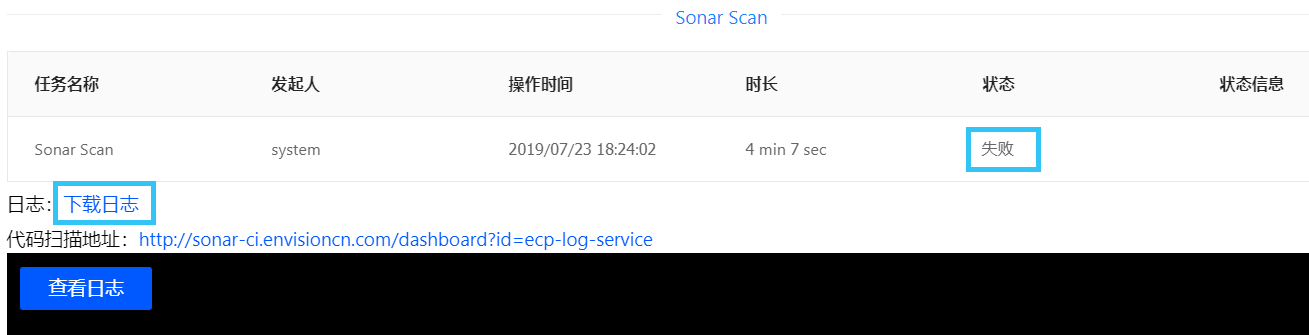 Sonar Scan
任务名称 发起人 操作时间 时长 状态 状态信息
Sonar Scan system 2019/07/23 18:24:02 4 min 7 sec 失败
日志：下载日志
代码扫描地址：http://sonar-ci.envisioncn.com/dashboard?id=ecp-log-service
查看日志